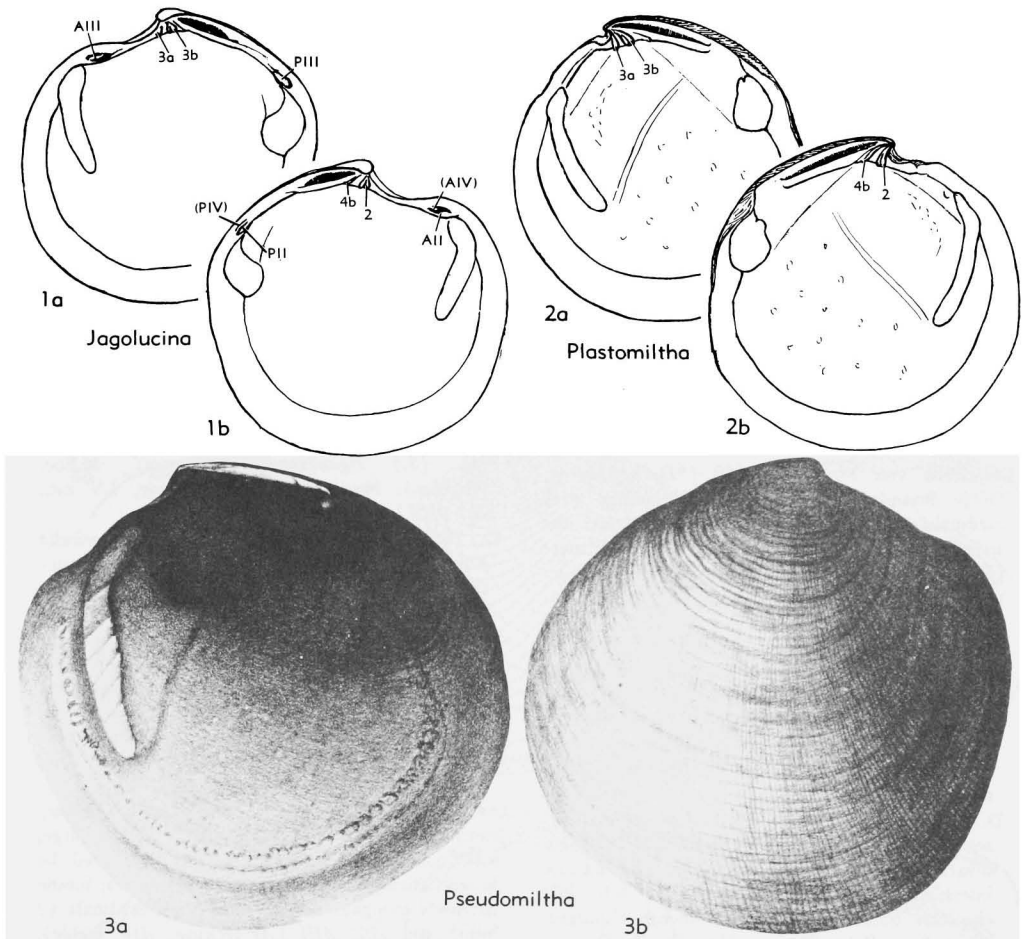 AIII
3a 3b
PIII
(PIV)
PII
4b 2
(AIV)
AII
1a
Jagolucina
1b
3a 3b
4b 2
2a
Plastomiltha
2b
Pseudomiltha
3a
3b